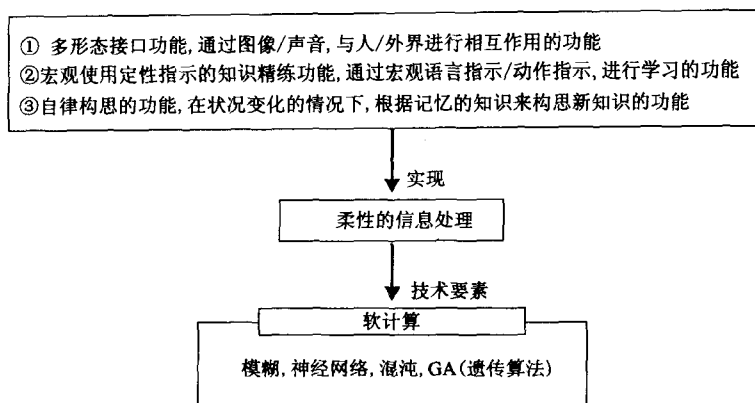 ① 多形态接口功能,通过图像/声音,与人/外界进行相互作用的功能
②宏观使用定性指示的知识精练功能,通过宏观语言指示/动作指示,进行学习的功能
③自律构思的功能,在状况变化的情况下,根据记忆的知识来构思新知识的功能
实现
柔性的信息处理
技术要素
软计算
模糊,神经网络,混沌,GA(遗传算法)